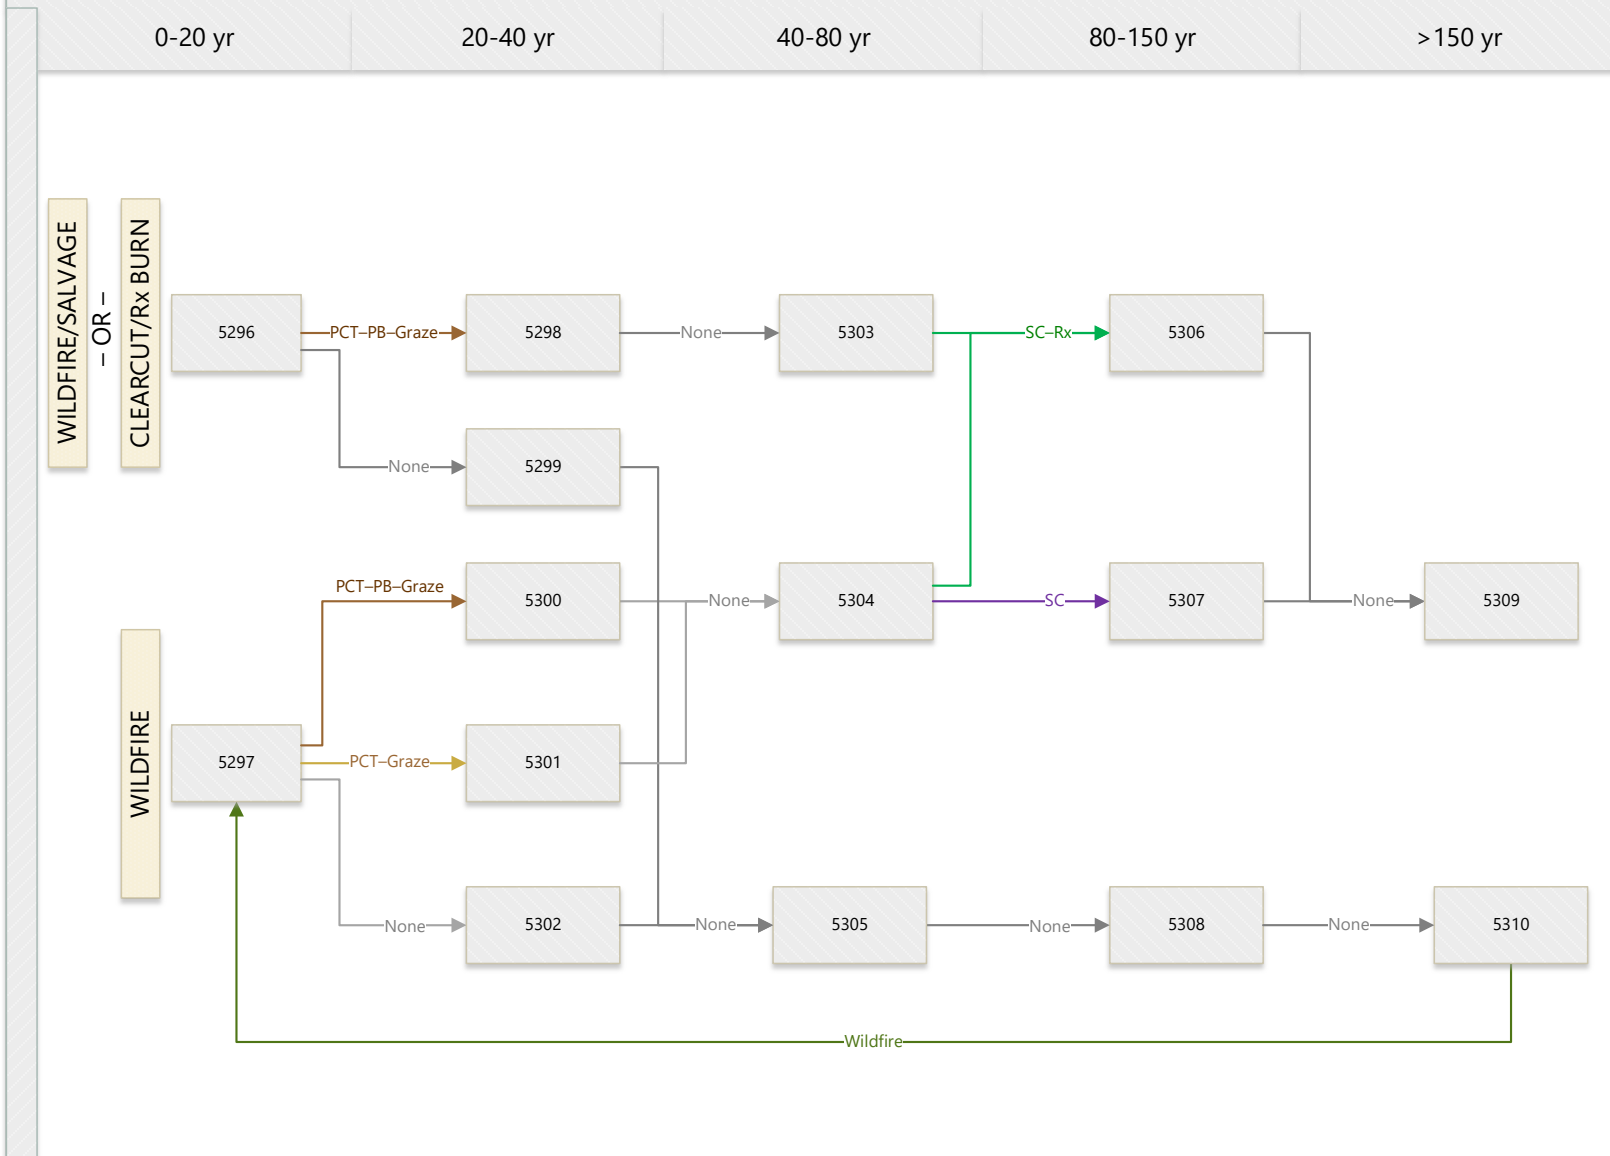 0-20 yr
20-40 yr
40-80 yr
80-150 yr
>150 yr
WILDFIRE/SALVAGE
– OR –
CLEARCUT/Rx BURN
5296
PCT–PB–Graze
5298
None
5303
SC–Rx
5306
None
5299
PCT–PB–Graze
5300
None
5304
SC
5307
None
5309
WILDFIRE
5297
PCT–Graze
5301
None
5302
None
5305
None
5308
None
5310
Wildfire